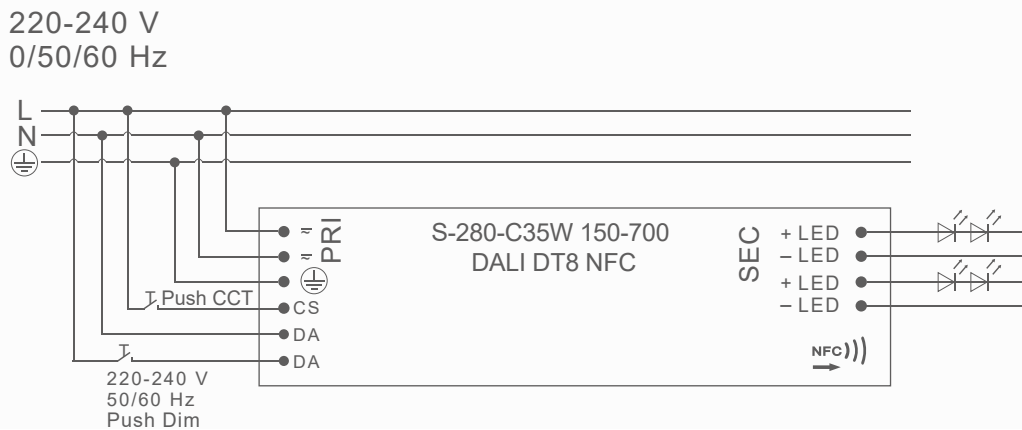 220-240 V
0/50/60 Hz
L
N
PRI
S-280-C35W 150-700
DALI DT8 NFC
SEC
+ LED
– LED
+ LED
– LED
Push CCT
CS
DA
DA
NFC
220-240 V
50/60 Hz
Push Dim